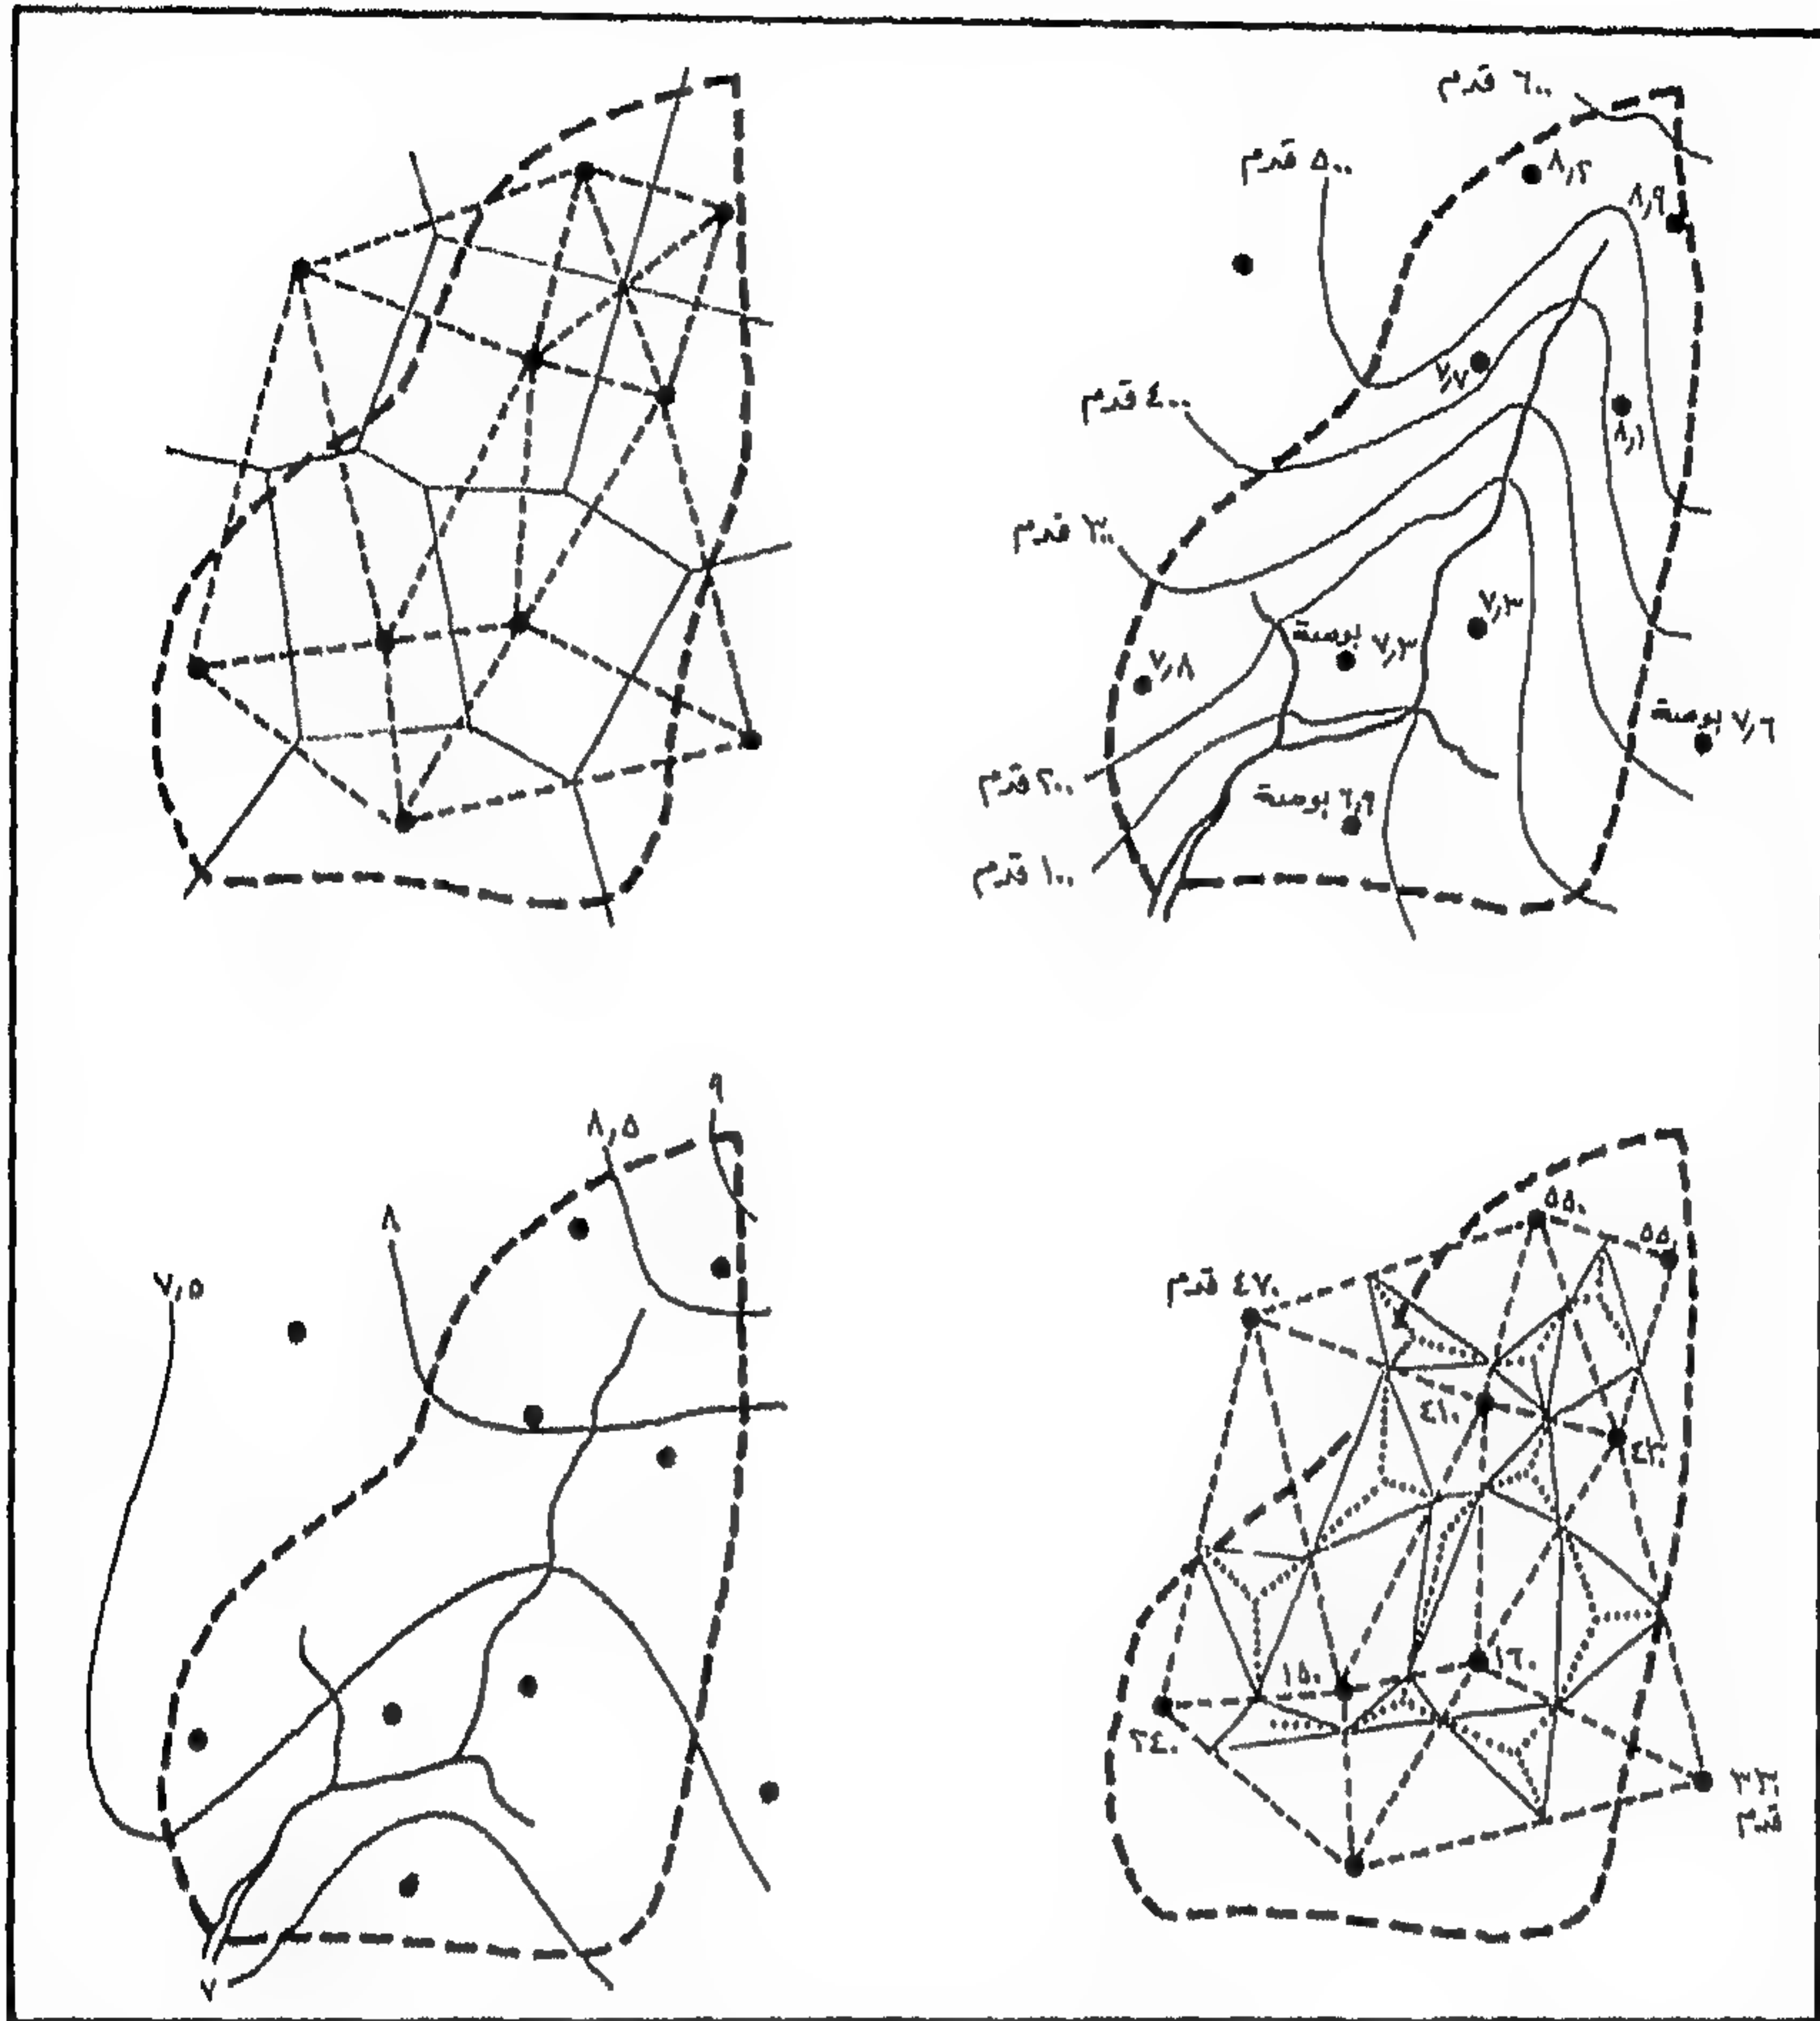 ٦٠٠ قدم
٥٠٠ قدم
٨,٢
٨,٩
٧,٧
٤٠٠ قدم
٨,١
٣٠٠ قدم
٧,٣
٧,٣ بوصة
٧,٨
٧,٦ بوصة
٢٠٠ قدم
٦,٩ بوصة
١٠٠ قدم
٩
٨,٥
٨
٧,٥
٧
٥٥٠
٥٥٠
٤٧٠ قدم
٤١٠
٤٣٠
١٦٠
١٥٠
٢٤٠
٣٣٠
قدم